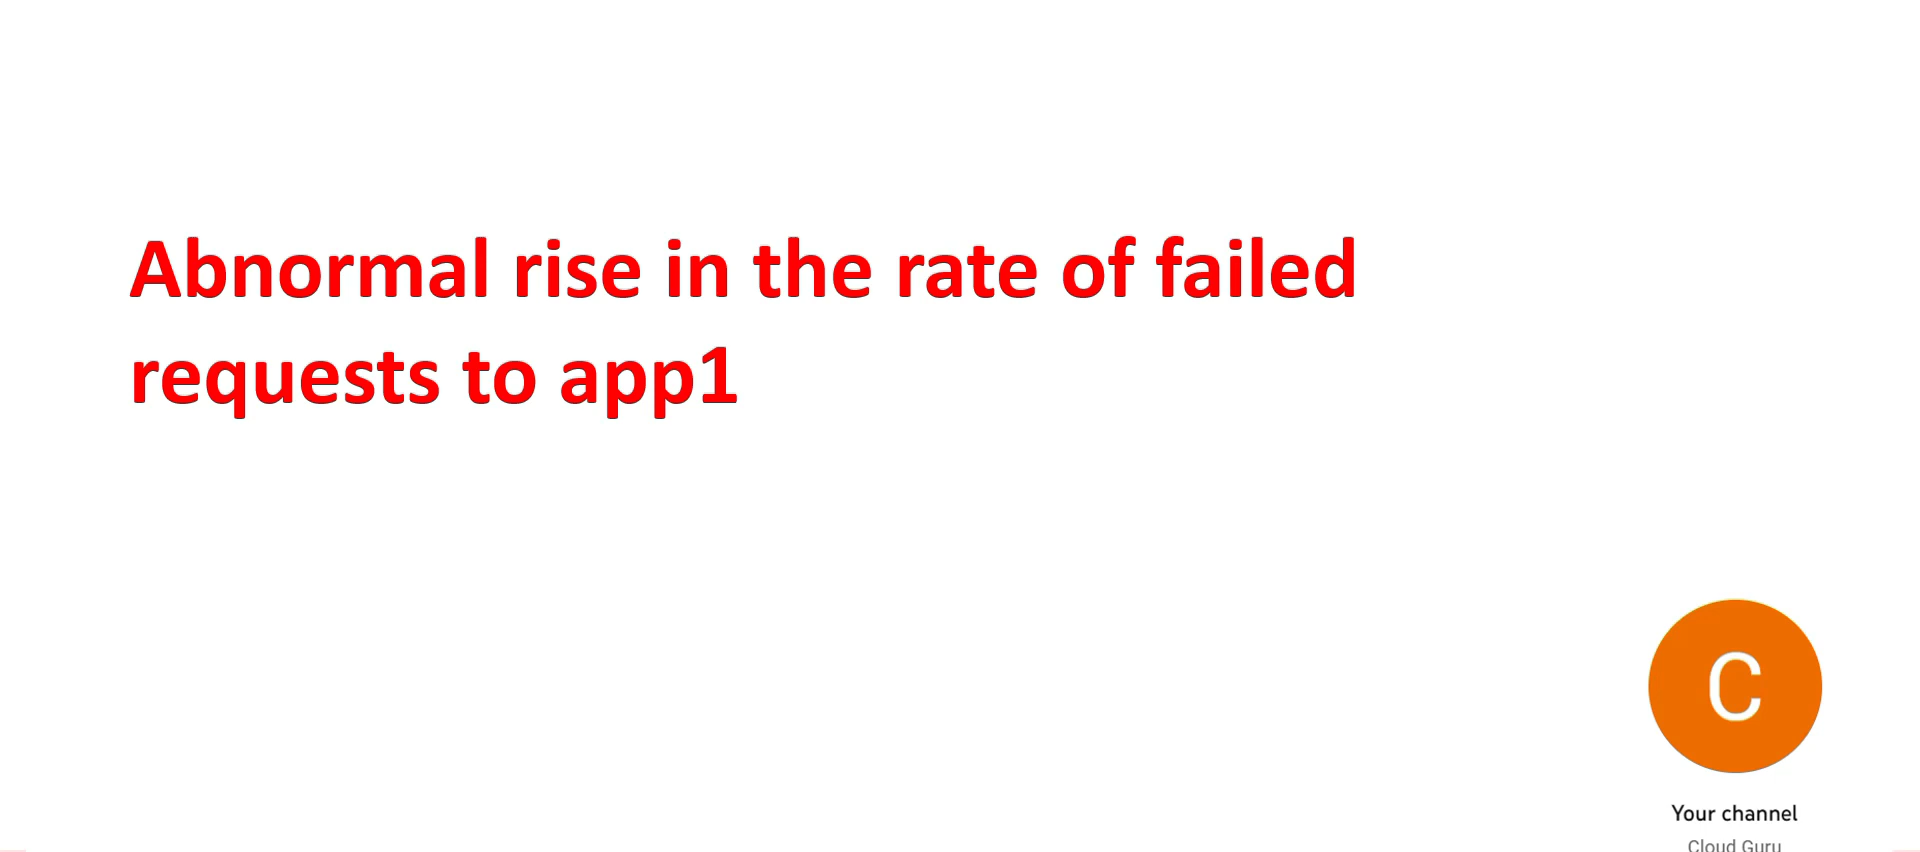 Abnormal rise in the rate of failed
requests to app1
C
Your channel
Cloud Guru